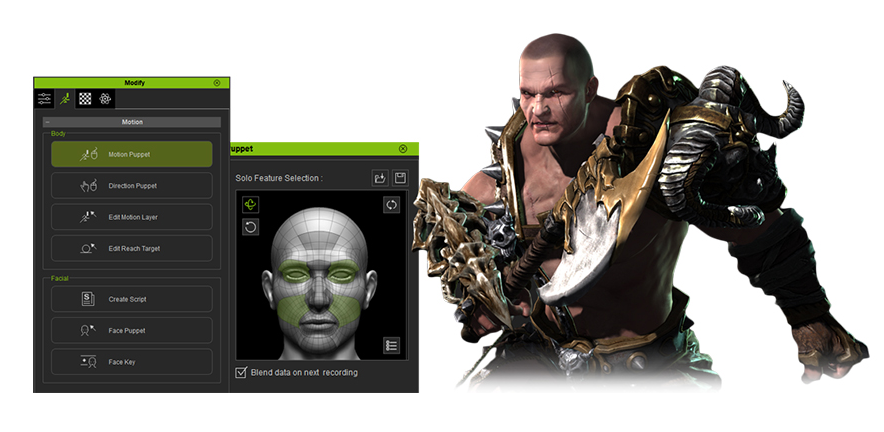 Modify
Motion
Body
Motion Puppet
Direction Puppet
Edit Motion Layer
Edit Reach Target
Facial
Create Script
Face Puppet
Face Key
uppet
Solo Feature Selection :
Blend data on next recording